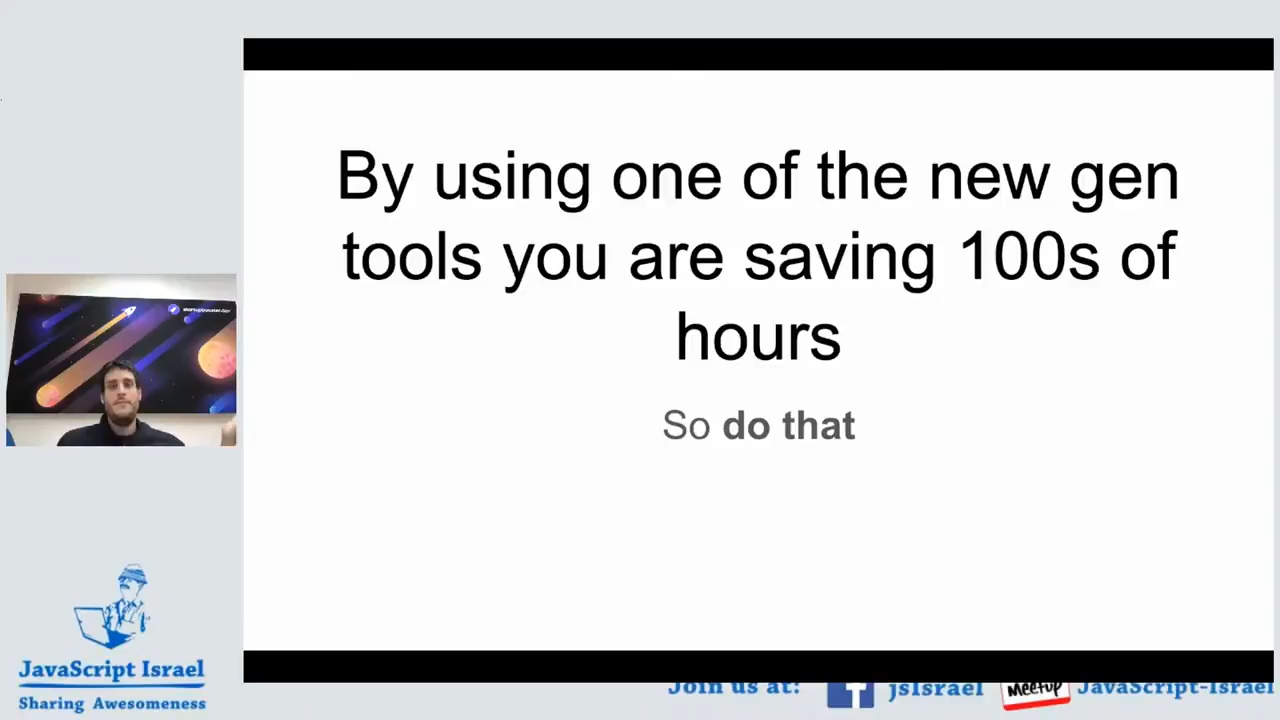 By using one of the new gen
tools you are saving 100s of
hours
So do that
JavaScript Israel
Sharing Awesomeness
Join us at:
jsIsrael
Meetup
JavaScript-Israel